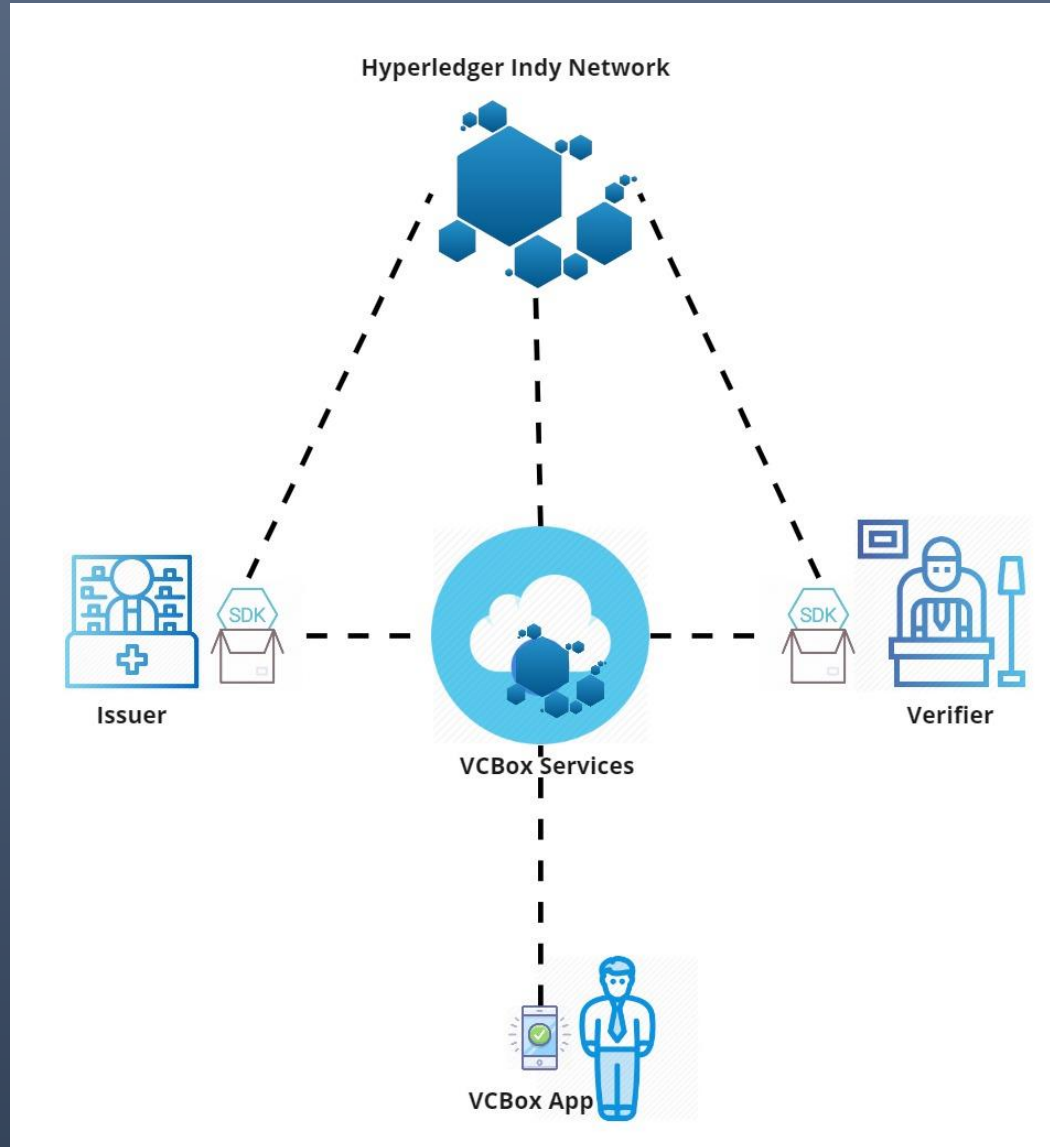 Hyperledger Indy Network
SDK
SDK
Issuer
Verifier
VCBox Services
VCBox App